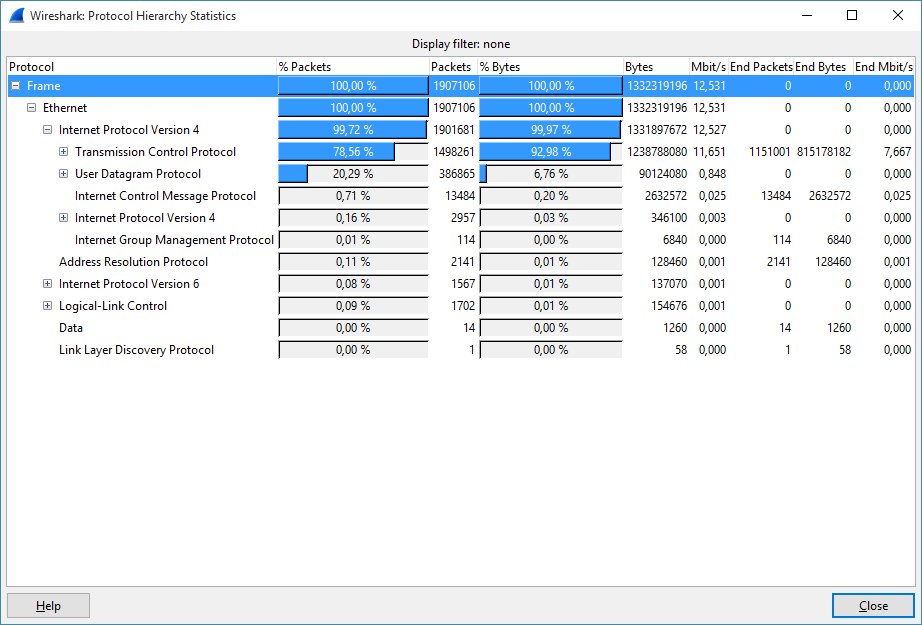 Wireshark: Protocol Hierarchy Statistics
Display filter: none
Protocol % Packets Packets % Bytes Bytes Mbit/s End Packets End Bytes End Mbit/s
Frame 100,00 % 1907106 100,00 % 1332319196 12,531 0 0 0,000
Ethernet 100,00 % 1907106 100,00 % 1332319196 12,531 0 0 0,000
Internet Protocol Version 4 99,72 % 1901681 99,97 % 1331897672 12,527 0 0 0,000
Transmission Control Protocol 78,56 % 1498261 92,98 % 1238788080 11,651 1151001 815178182 7,667
User Datagram Protocol 20,29 % 386865 6,76 % 90124080 0,848 0 0 0,000
Internet Control Message Protocol 0,71 % 13484 0,20 % 2632572 0,025 13484 2632572 0,025
Internet Protocol Version 4 0,16 % 2957 0,03 % 346100 0,003 0 0 0,000
Internet Group Management Protocol 0,01 % 114 0,00 % 6840 0,000 114 6840 0,000
Address Resolution Protocol 0,11 % 2141 0,01 % 128460 0,001 2141 128460 0,001
Internet Protocol Version 6 0,08 % 1567 0,01 % 137070 0,001 0 0 0,000
Logical-Link Control 0,09 % 1702 0,01 % 154676 0,001 0 0 0,000
Data 0,00 % 14 0,00 % 1260 0,000 14 1260 0,000
Link Layer Discovery Protocol 0,00 % 1 0,00 % 58 0,000 1 58 0,000
Help Close